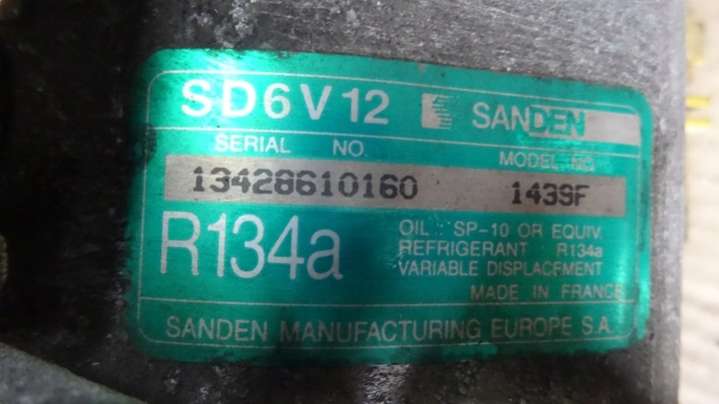 SD6V12 SANDEN
SERIAL NO. MODEL NO.
13428610160 1439F
R134a
OIL : SP-10 OR EQUIV.
REFRIGERANT R134a
VARIABLE DISPLACEMENT
MADE IN FRANCE
SANDEN MANUFACTURING EUROPE S.A.